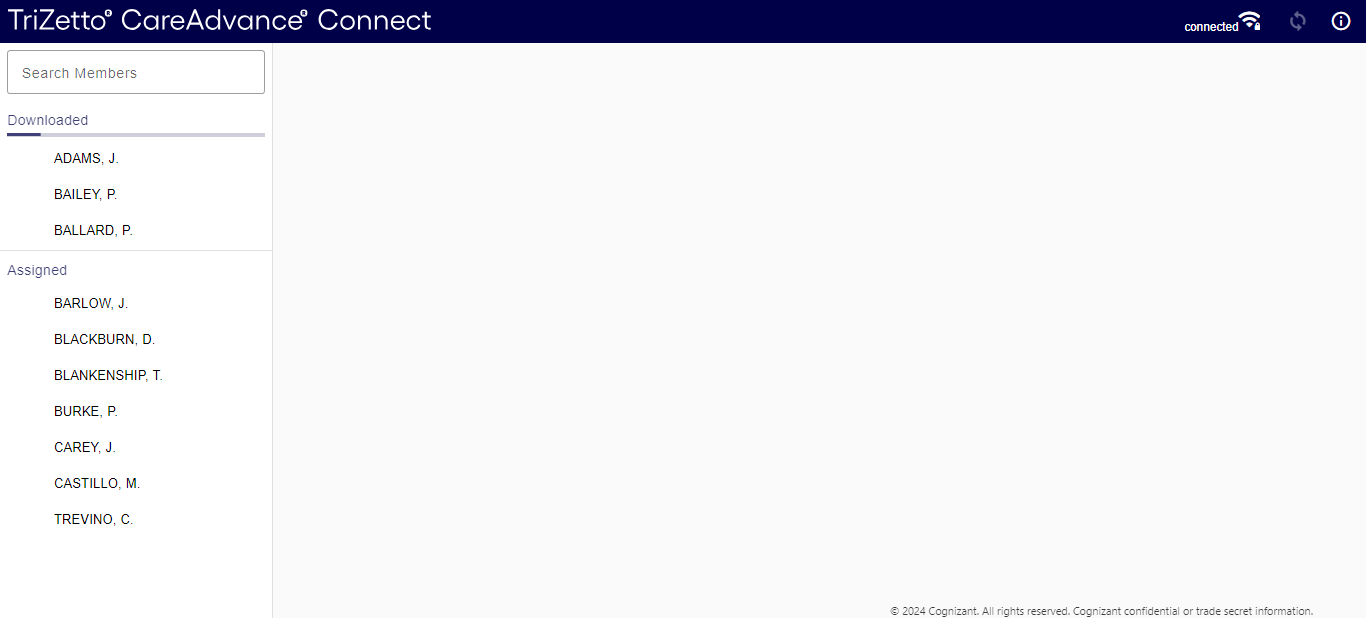 TriZetto® CareAdvance® Connect
connected
Search Members
Downloaded
ADAMS, J.
BAILEY, P.
BALLARD, P.
Assigned
BARLOW, J.
BLACKBURN, D.
BLANKENSHIP, T.
BURKE, P.
CAREY, J.
CASTILLO, M.
TREVINO, C.
© 2024 Cognizant. All rights reserved. Cognizant confidential or trade secret information.